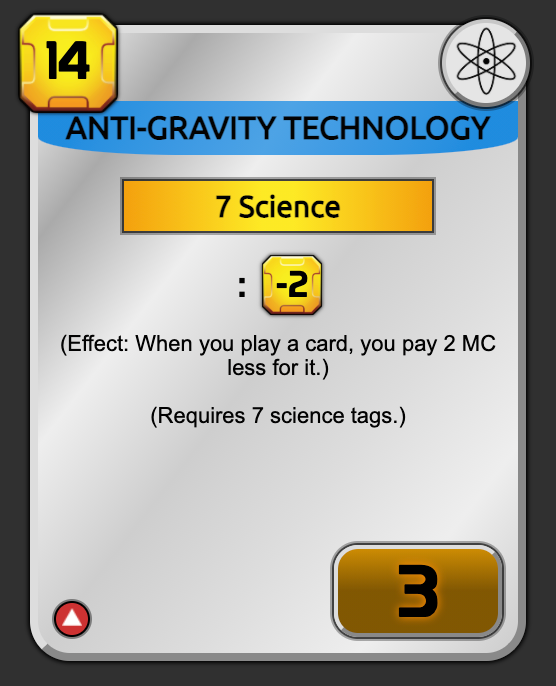 14
ANTI-GRAVITY TECHNOLOGY
7 Science
: -2
(Effect: When you play a card, you pay 2 MC
less for it.)
(Requires 7 science tags.)
3